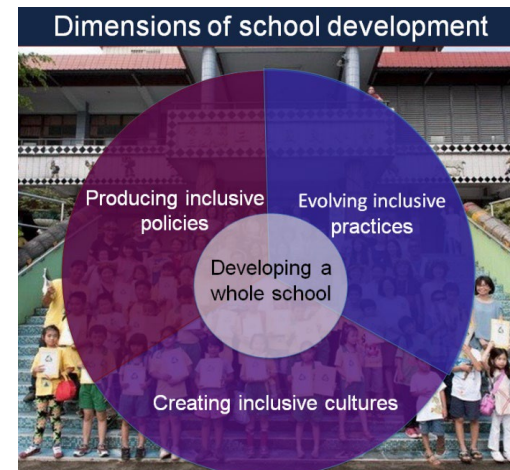 Dimensions of school development
Producing inclusive
policies
Evolving inclusive
practices
Developing a
whole school
Creating inclusive cultures